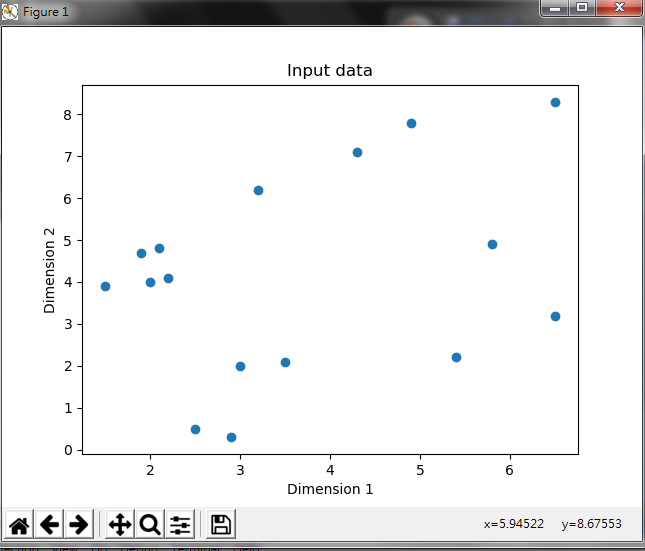 Figure 1
Input data
8
7
6
5
4
3
2
1
0
Dimension 2
2 3 4 5 6
Dimension 1
x=5.94522 y=8.67553